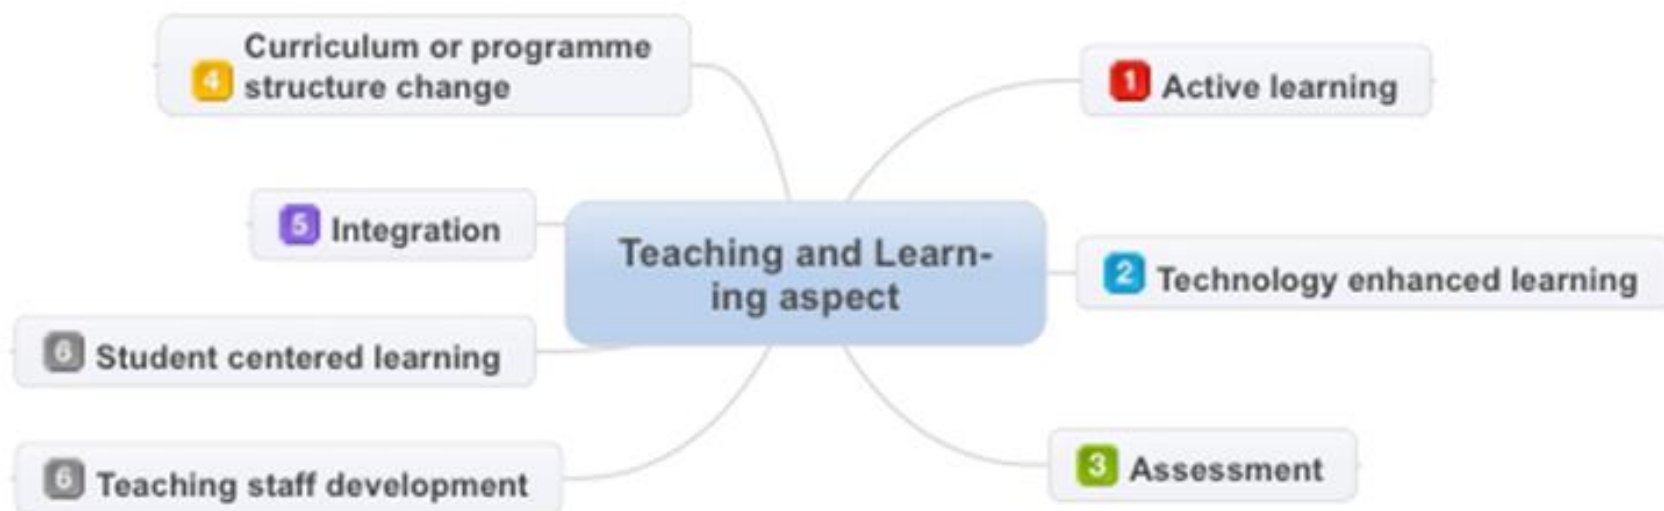 Teaching and Learn-
ing aspect
1 Active learning
2 Technology enhanced learning
3 Assessment
4 Curriculum or programme
structure change
5 Integration
6 Student centered learning
6 Teaching staff development